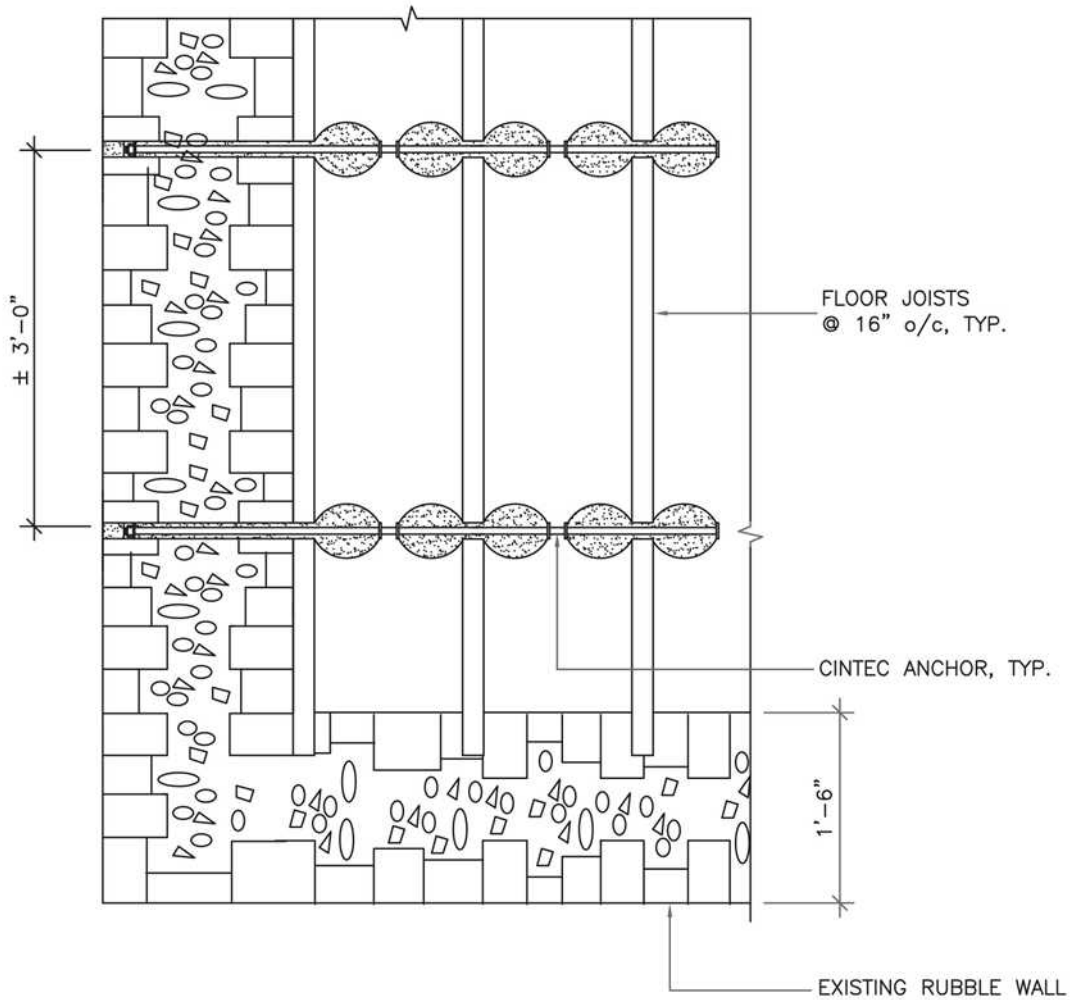 ± 3'-0"
FLOOR JOISTS
@ 16" o/c, TYP.
CINTEC ANCHOR, TYP.
1'-6"
EXISTING RUBBLE WALL